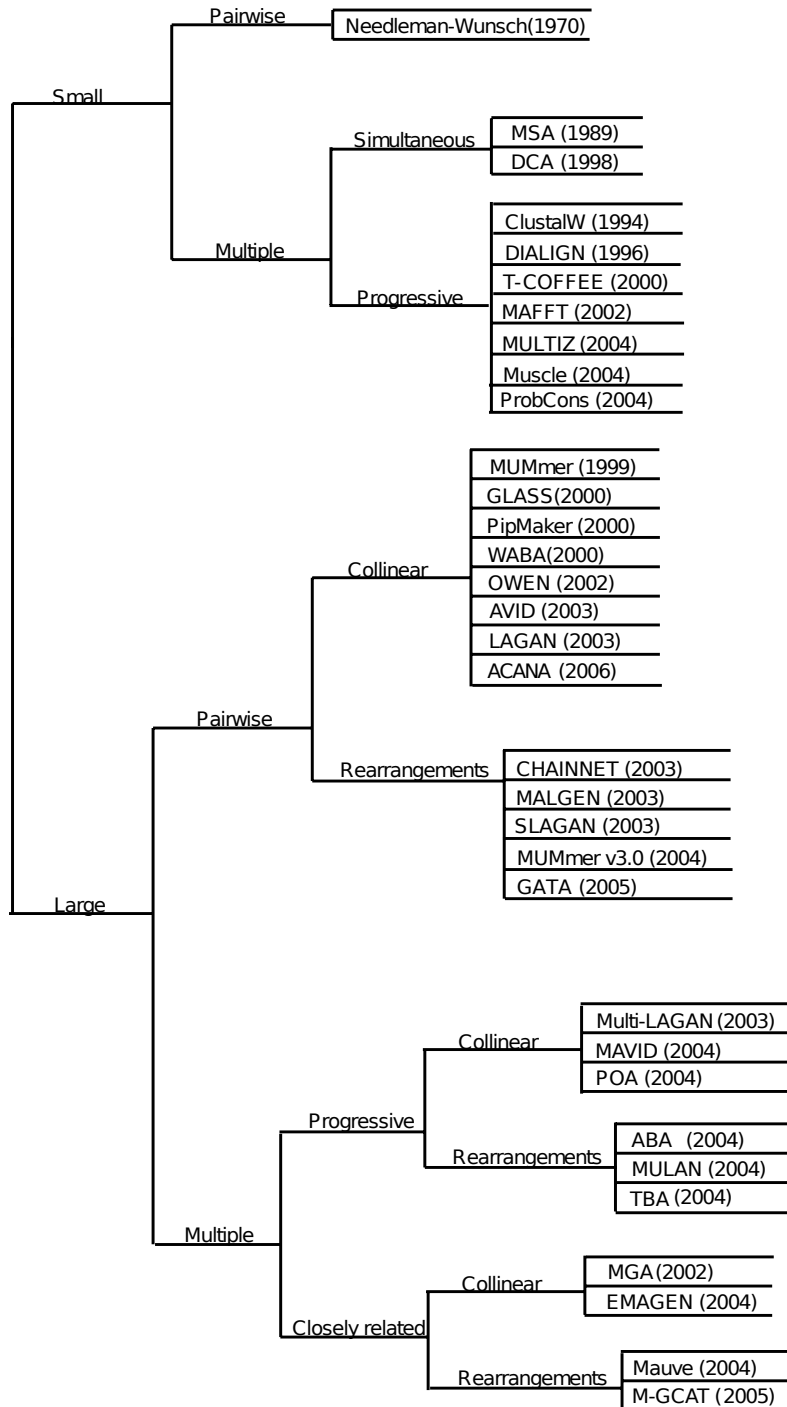 Pairwise
Needleman-Wunsch(1970)
Small
Simultaneous
MSA (1989)
DCA (1998)
Multiple
Progressive
ClustalW (1994)
DIALIGN (1996)
T-COFFEE (2000)
MAFFT (2002)
MULTIZ (2004)
Muscle (2004)
ProbCons (2004)
Collinear
MUMmer (1999)
GLASS(2000)
PipMaker (2000)
WABA(2000)
OWEN (2002)
AVID (2003)
LAGAN (2003)
ACANA (2006)
Pairwise
Rearrangements
CHAINNET (2003)
MALGEN (2003)
SLAGAN (2003)
MUMmer v3.0 (2004)
GATA (2005)
Large
Collinear
Multi-LAGAN (2003)
MAVID (2004)
POA (2004)
Progressive
Rearrangements
ABA (2004)
MULAN (2004)
TBA (2004)
Multiple
Collinear
MGA(2002)
EMAGEN (2004)
Closely related
Rearrangements
Mauve (2004)
M-GCAT (2005)